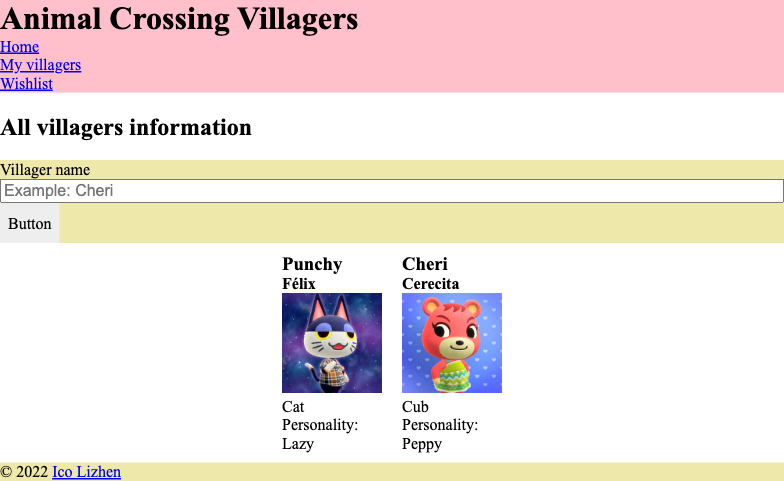 Animal Crossing Villagers
Home
My villagers
Wishlist
All villagers information
Villager name
Example: Cheri
Button
Punchy
Félix
Cat
Personality:
Lazy
Cheri
Cerecita
Cub
Personality:
Peppy
© 2022 Ico Lizhen